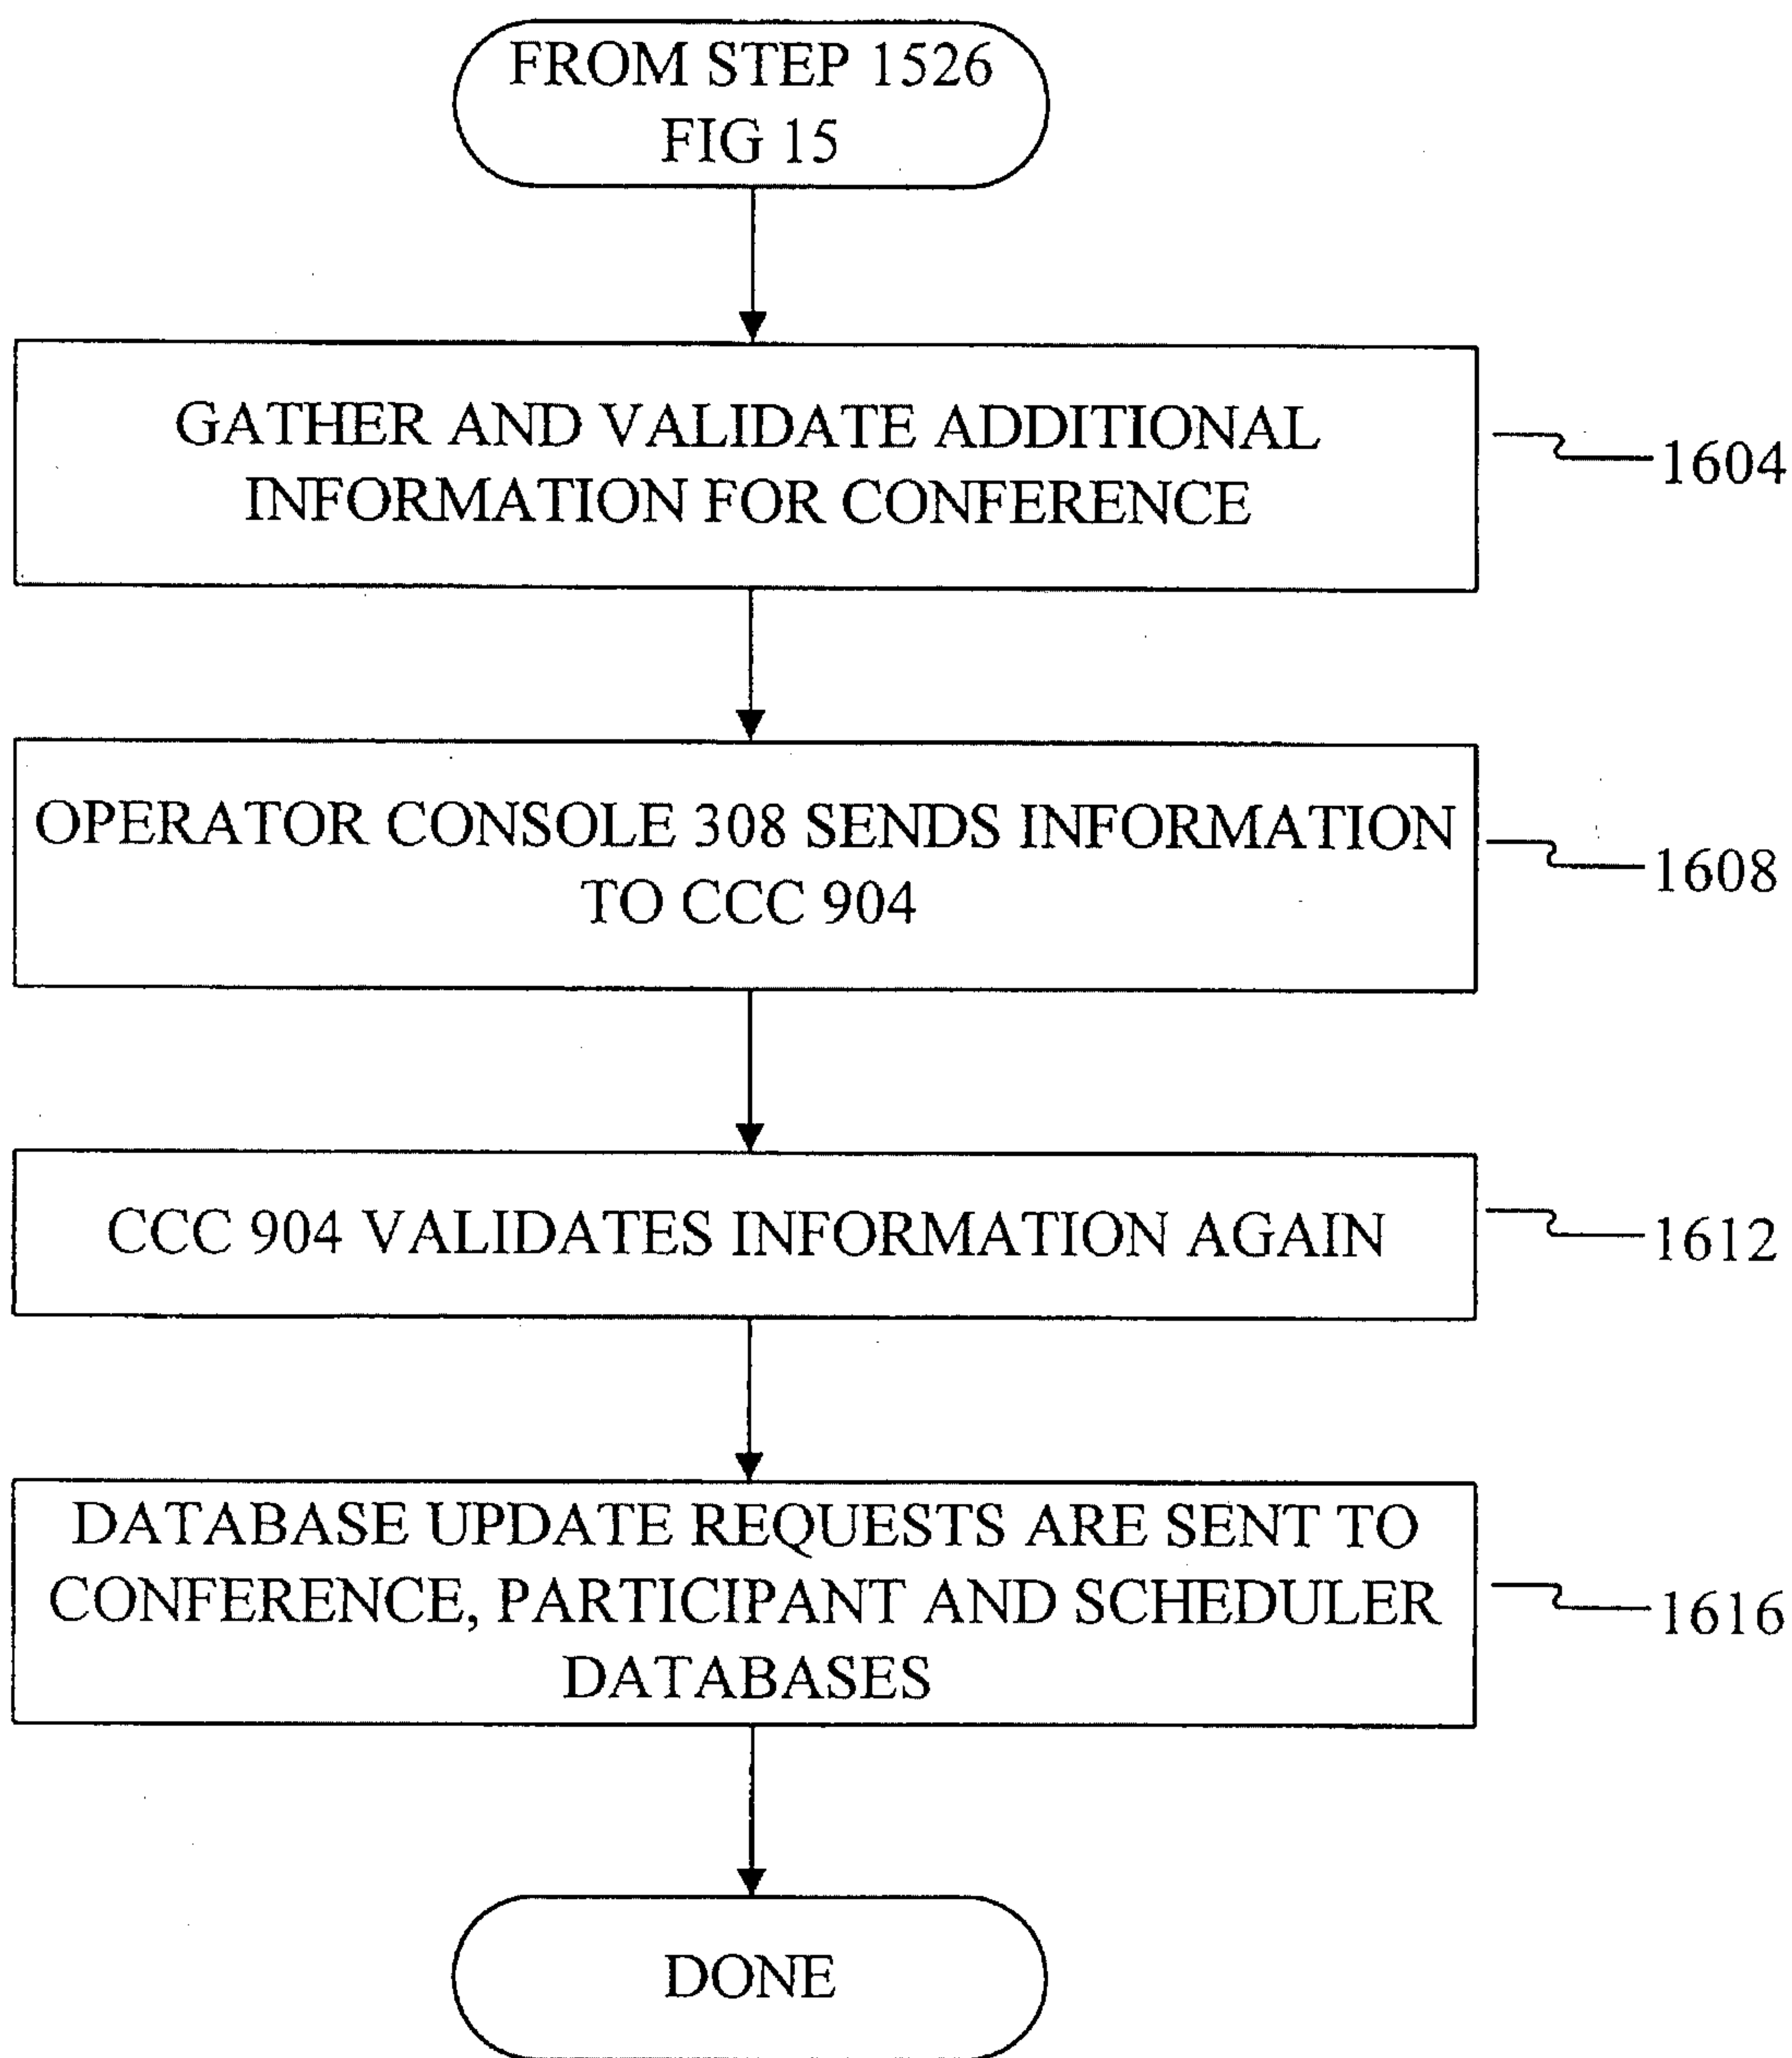 FROM STEP 1526
FIG 15
GATHER AND VALIDATE ADDITIONAL
INFORMATION FOR CONFERENCE
1604
OPERATOR CONSOLE 308 SENDS INFORMATION
TO CCC 904
1608
CCC 904 VALIDATES INFORMATION AGAIN
1612
DATABASE UPDATE REQUESTS ARE SENT TO
CONFERENCE, PARTICIPANT AND SCHEDULER
DATABASES
1616
DONE